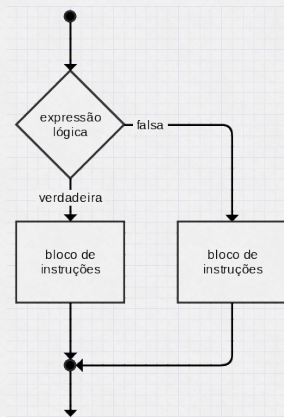 expressão
lógica
falsa
verdadeira
bloco de
instruções
bloco de
instruções